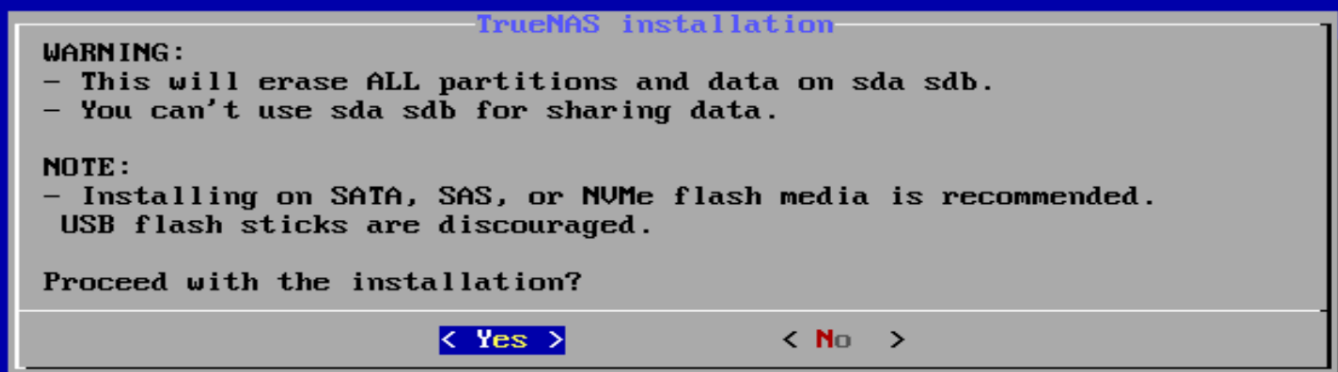 TrueNAS installation
WARNING:
- This will erase ALL partitions and data on sda sdb.
- You can't use sda sdb for sharing data.
NOTE:
- Installing on SATA, SAS, or NVMe flash media is recommended.
USB flash sticks are discouraged.
Proceed with the installation?
< Yes > < No >